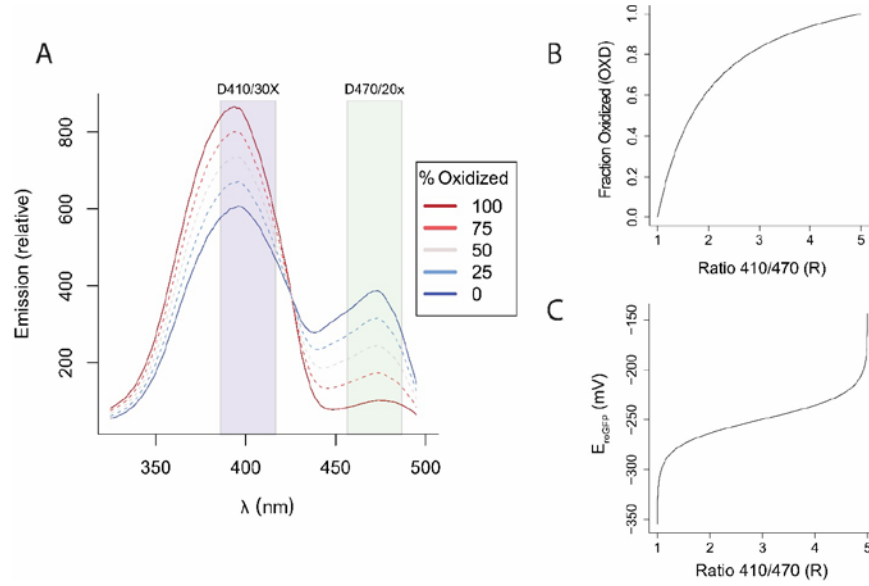 A
D410/30X
D470/20x
Emission (relative)
800
600
400
200
350
400
450
500
λ (nm)
% Oxidized
100
75
50
25
0
B
Fraction Oxidized (OXD)
1.0
0.8
0.6
0.4
0.2
0.0
1
2
3
4
5
Ratio 410/470 (R)
C
E roGFP (mV)
−150
−200
−250
−300
−350
1
2
3
4
5
Ratio 410/470 (R)